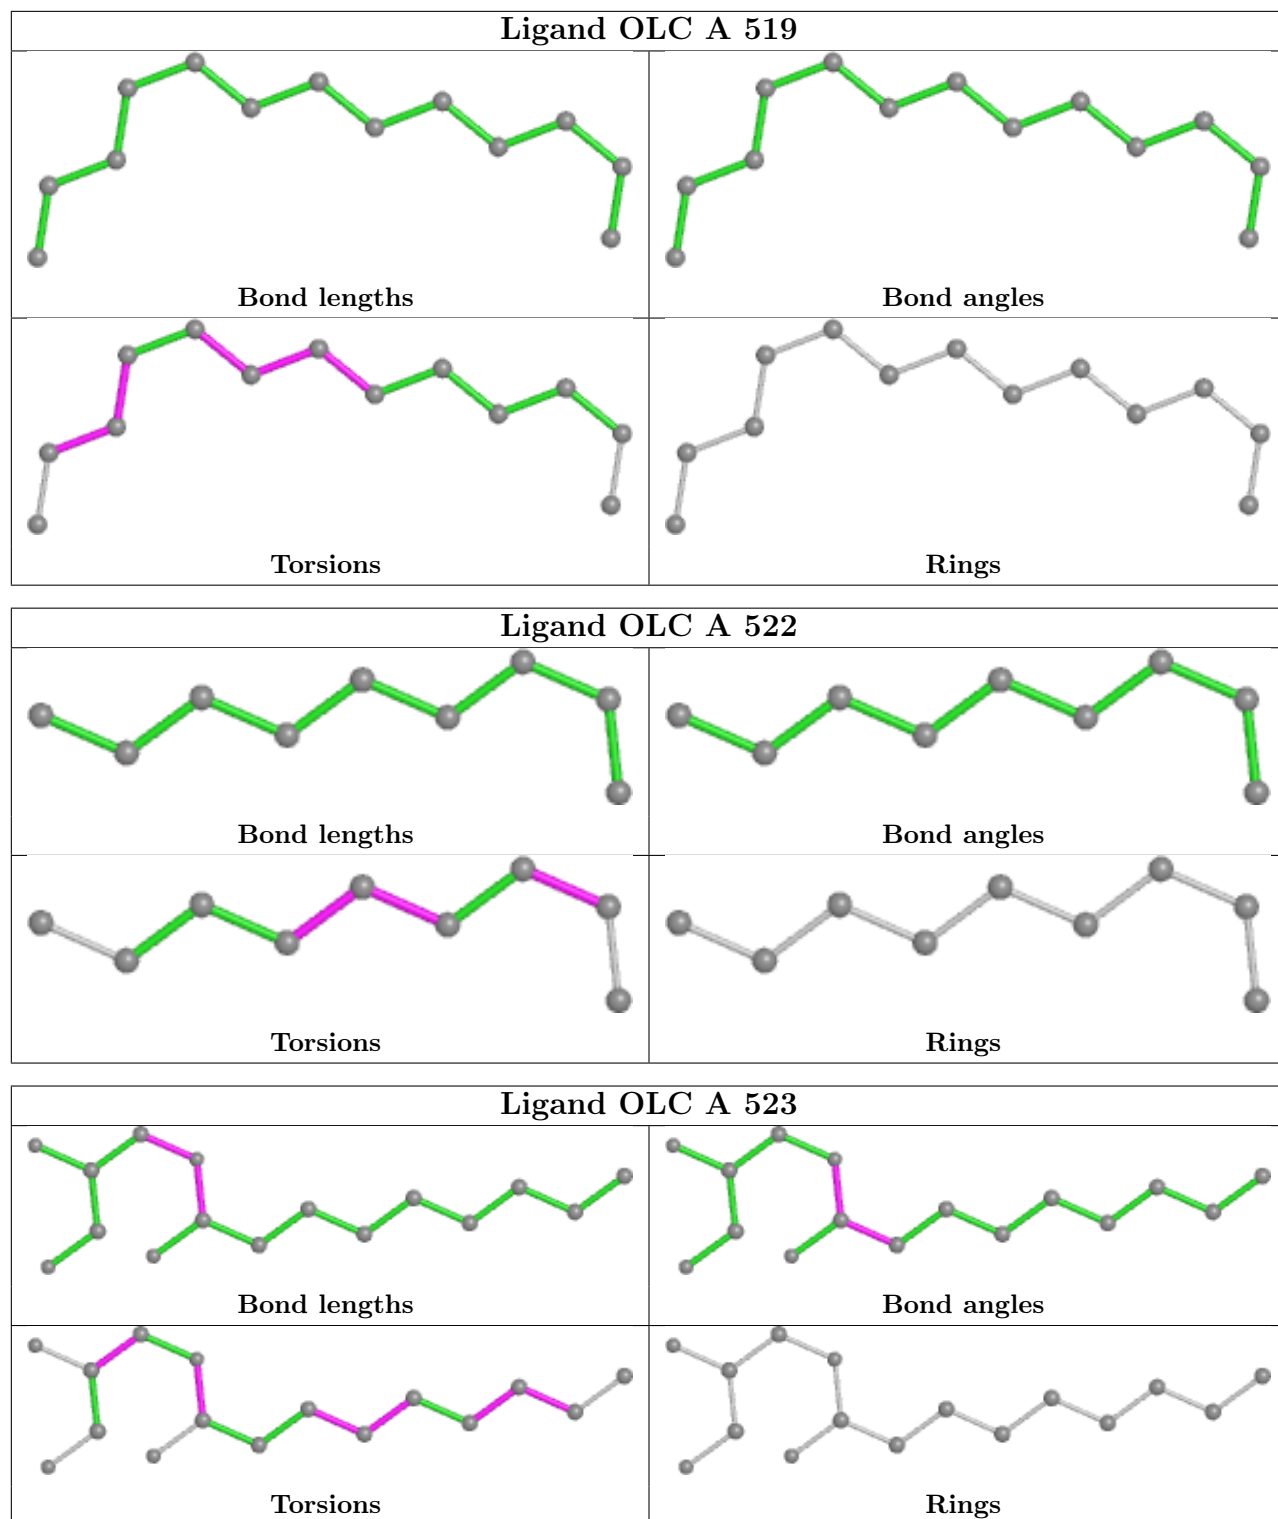 Ligand OLC A 519
Bond lengths
Bond angles
Torsions
Rings
Ligand OLC A 522
Bond lengths
Bond angles
Torsions
Rings
Ligand OLC A 523
Bond lengths
Bond angles
Torsions
Rings